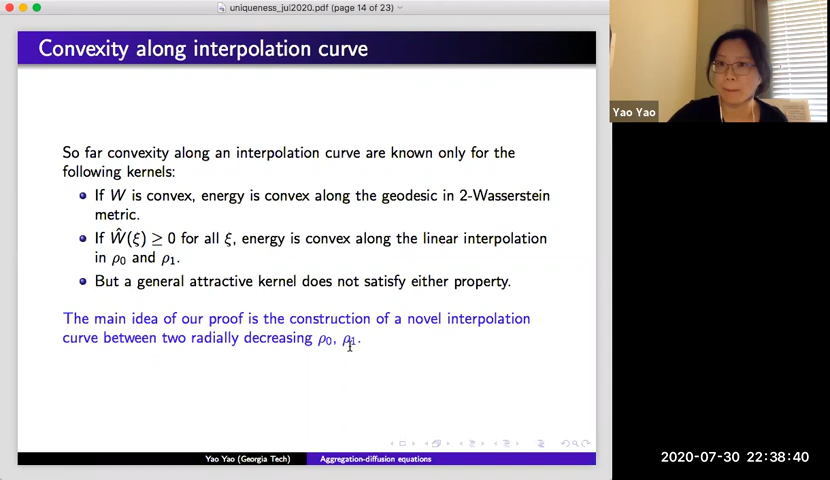 uniqueness_jul2020.pdf (page 14 of 23)
Convexity along interpolation curve
So far convexity along an interpolation curve are known only for the
following kernels:
If W is convex, energy is convex along the geodesic in 2-Wasserstein
metric.
If Ŵ(ξ) ≥ 0 for all ξ, energy is convex along the linear interpolation
in ρ₀ and ρ₁.
But a general attractive kernel does not satisfy either property.
The main idea of our proof is the construction of a novel interpolation
curve between two radially decreasing ρ₀, ρ₁.
Yao Yao (Georgia Tech)
Aggregation-diffusion equations
Yao Yao
2020-07-30 22:38:40